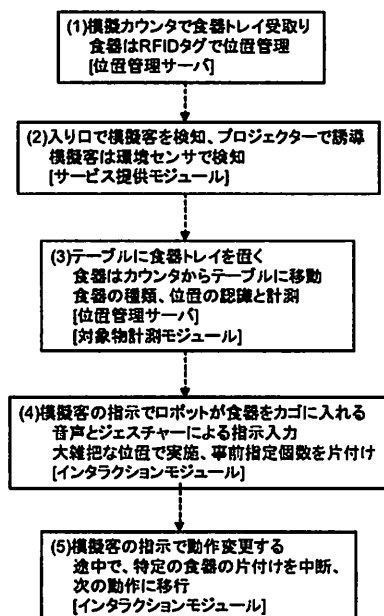 (1)模擬カウンタで食器トレイ受取り
食器はRFIDタグで位置管理
[位置管理サーバ]
(2)入り口で模擬客を検知、プロジェクターで誘導
模擬客は環境センサで検知
[サービス提供モジュール]
(3)テーブルに食器トレイを置く
食器はカウンタからテーブルに移動
食器の種類、位置の認識と計測
[位置管理サーバ]
[対象物計測モジュール]
(4)模擬客の指示でロボットが食器をカゴに入れる
音声とジェスチャーによる指示入力
大雑把な位置で実施、事前指定個数を片付け
[インタラクションモジュール]
(5)模擬客の指示で動作変更する
途中で、特定の食器の片付けを中断、
次の動作に移行
[インタラクションモジュール]